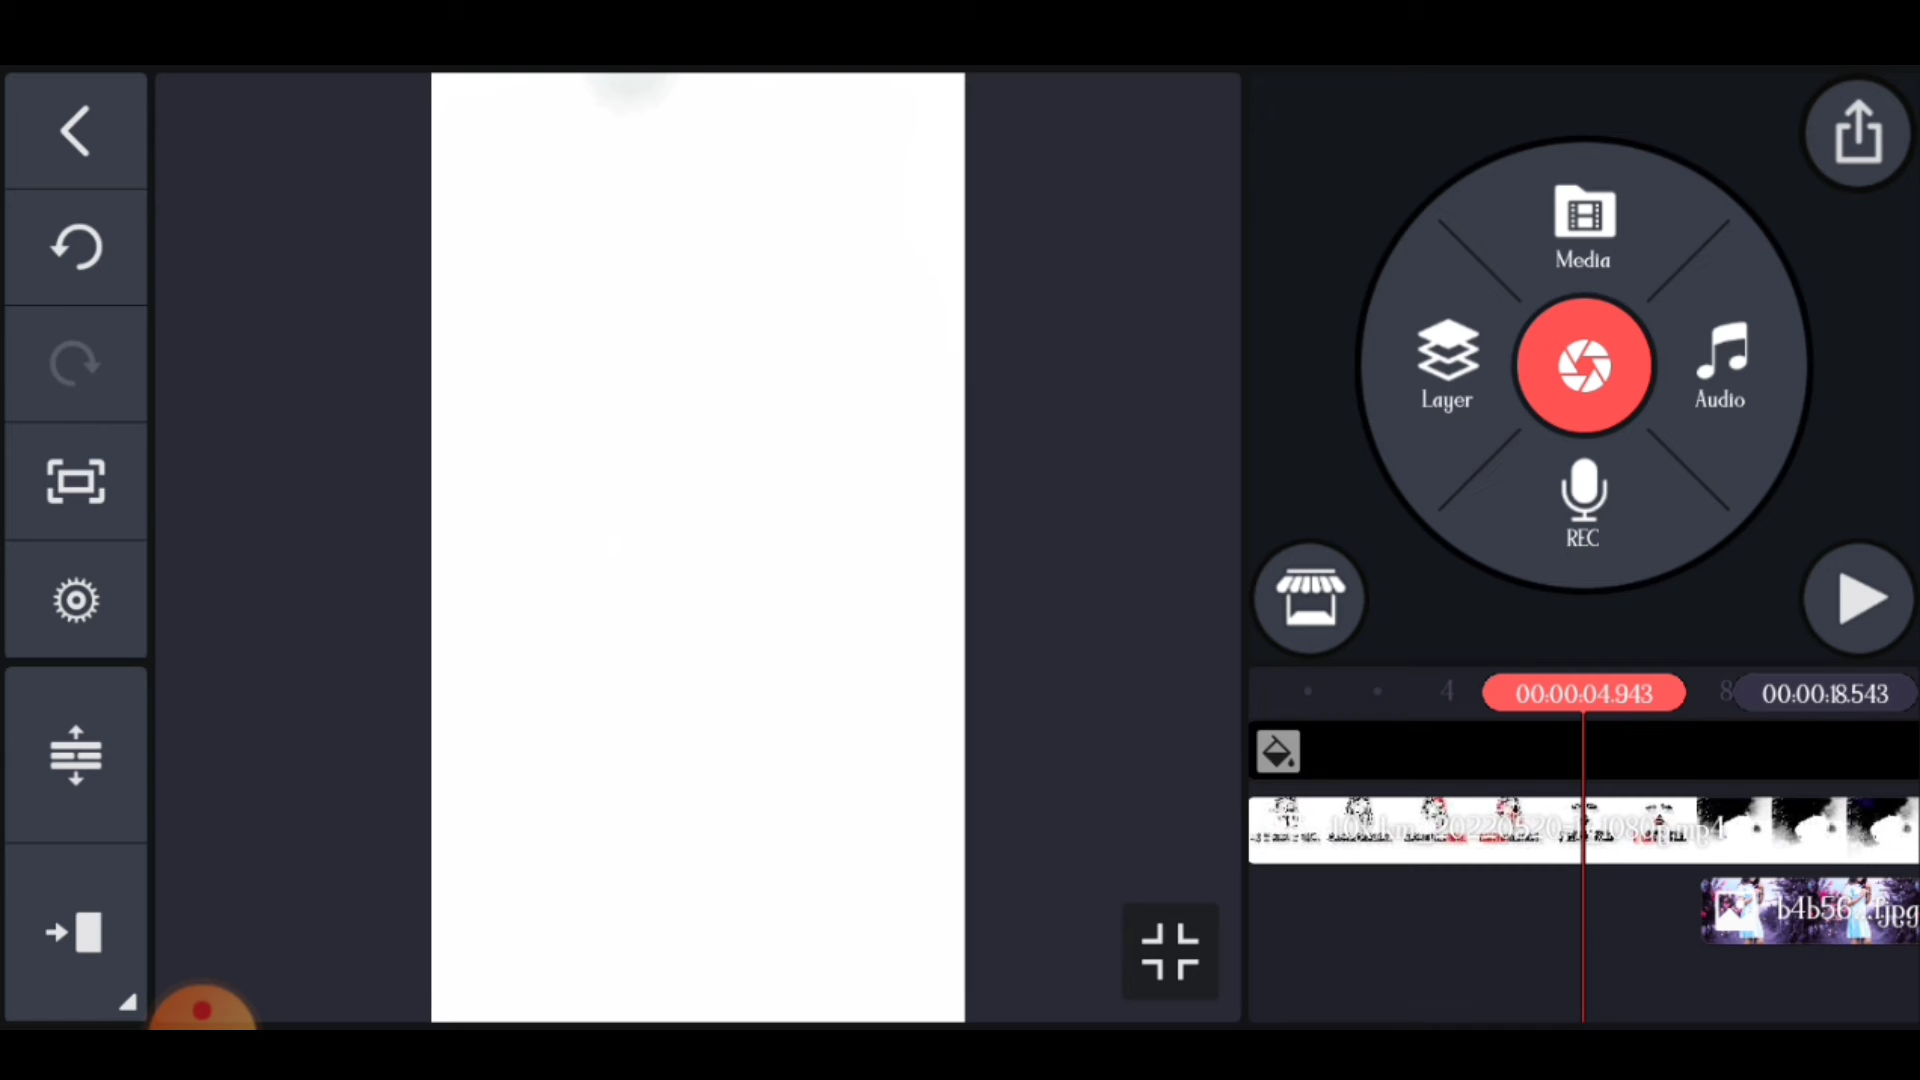 Media
Layer
Audio
REC
4
00:00:04.943
8
00:00:18.543
b4b56...f.jpg